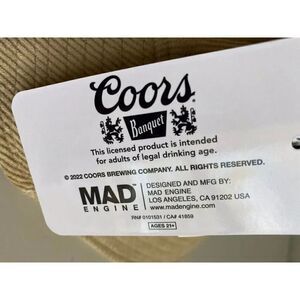 Coors
Banquet
This licensed product is intended
for adults of legal drinking age.
© 2022 COORS BREWING COMPANY. ALL RIGHTS RESERVED.
MAD
ENGINE
DESIGNED AND MFG BY:
MAD ENGINE
LOS ANGELES, CA 91202 USA
www.madengine.com
RN# 0101531 / CA# 41859
AGES 21+